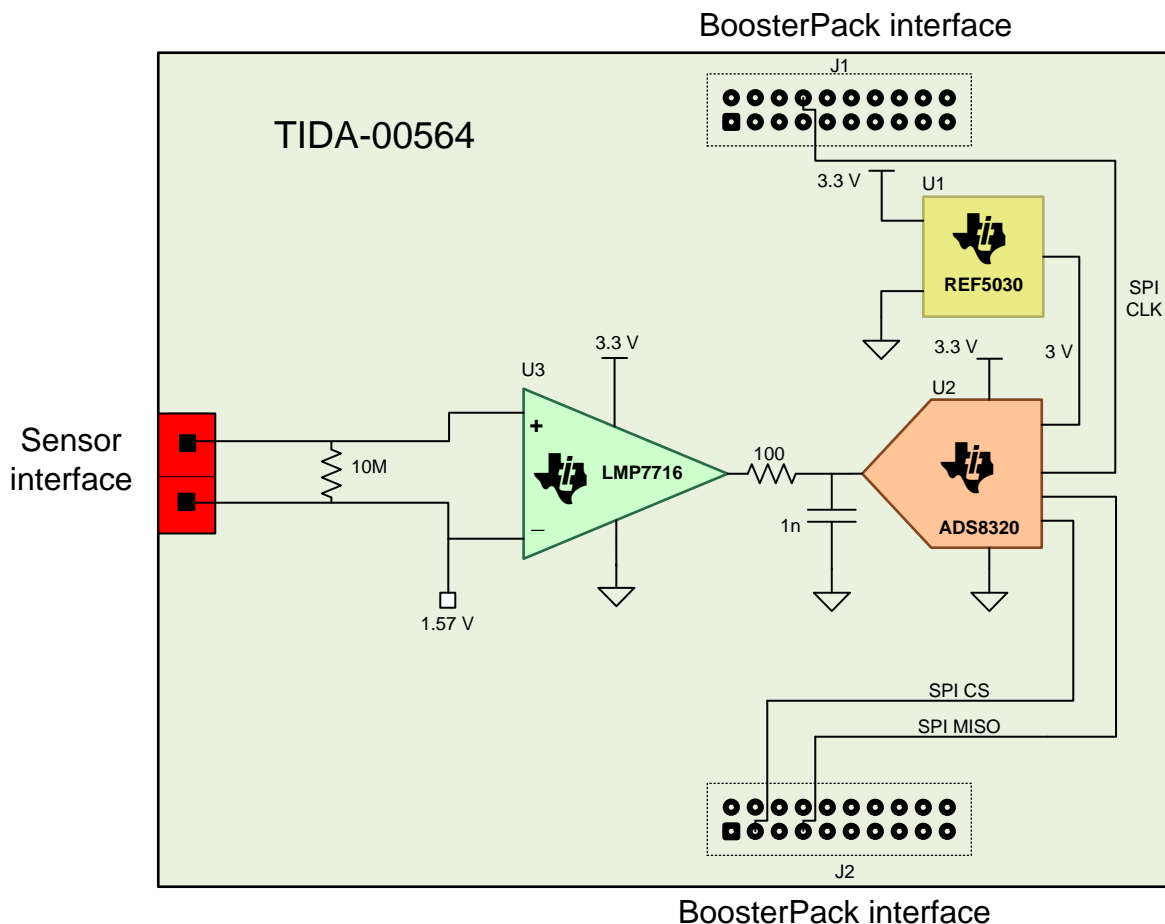 BoosterPack interface
J1
TIDA-00564
3.3 V
U1
REF5030
SPI
CLK
3.3 V
3 V
3.3 V
U3
U2
Sensor
interface
10M
+
LMP7716
100
_
1n
ADS8320
1.57 V
SPI CS
SPI MISO
J2
BoosterPack interface